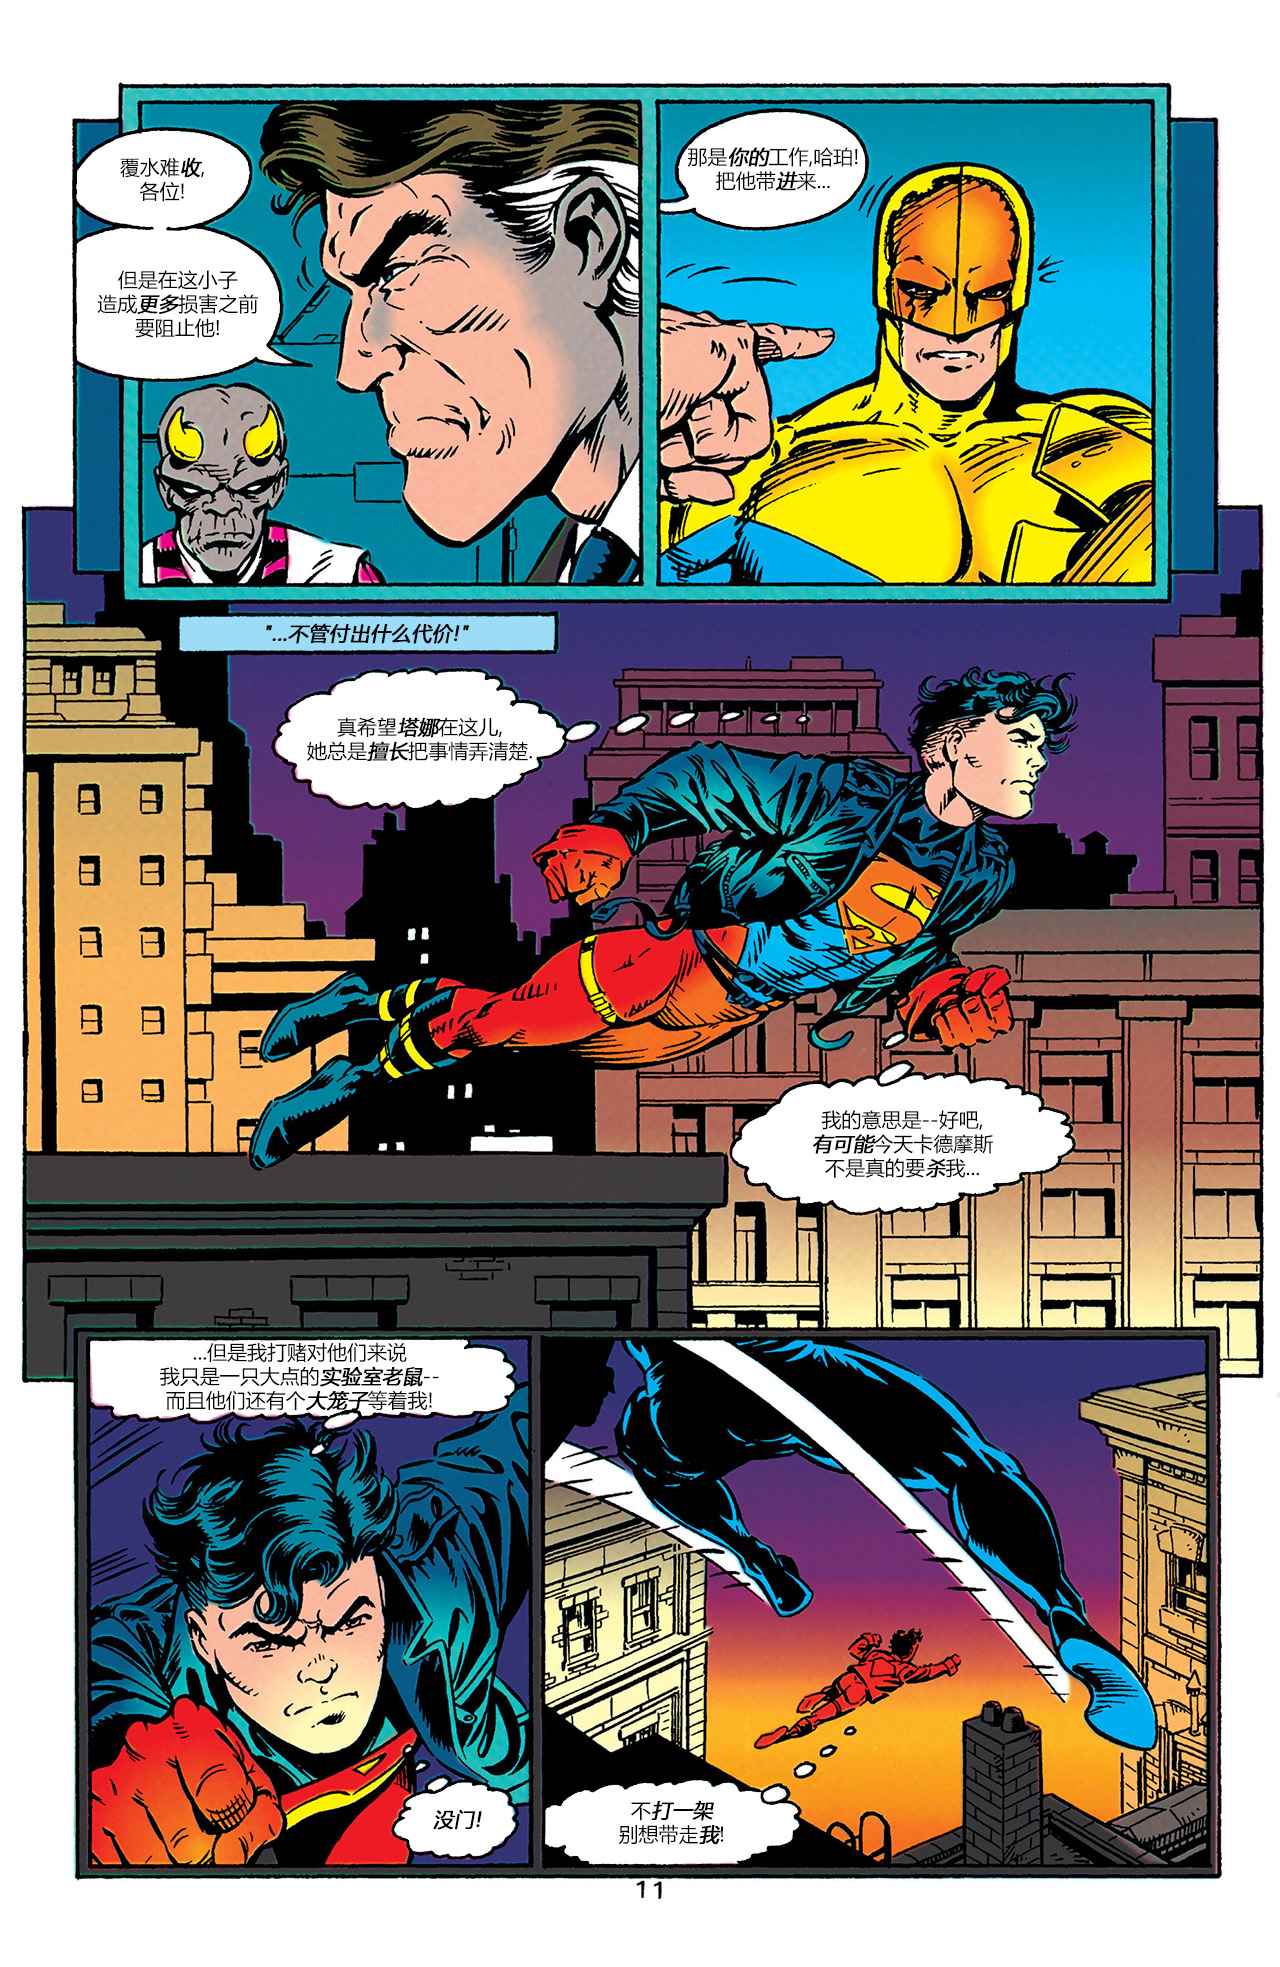 覆水难收,
各位!
但是在这小子
造成更多损害之前
要阻止他!
那是你的工作,哈珀!
把他带进来...
"...不管付出什么代价!"
真希望塔娜在这儿,
她总是擅长把事情弄清楚.
我的意思是--好吧,
有可能今天卡德摩斯
不是真的要杀我...
...但是我打赌对他们来说
我只是一只大点的实验室老鼠--
而且他们还有个大笼子等着我!
没门!
不打一架
别想带走我!
11